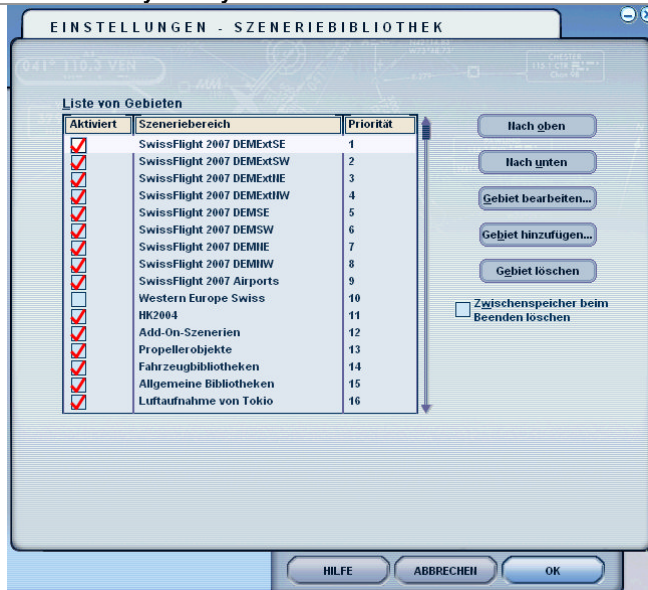 EINSTELLUNGEN - SZENERIEBIBLIOTHEK
Liste von Gebieten
Aktiviert Szeneriebereich Priorität
SwissFlight 2007 DEMExtSE 1
SwissFlight 2007 DEMExtSW 2
SwissFlight 2007 DEMExtNE 3
SwissFlight 2007 DEMExtNW 4
SwissFlight 2007 DEMSE 5
SwissFlight 2007 DEMSW 6
SwissFlight 2007 DEMNE 7
SwissFlight 2007 DEMNW 8
SwissFlight 2007 Airports 9
Western Europe Swiss 10
HK2004 11
Add-On-Szenerien 12
Propellerobjekte 13
Fahrzeugbibliotheken 14
Allgemeine Bibliotheken 15
Luftaufnahme von Tokio 16
Nach oben
Nach unten
Gebiet bearbeiten...
Gebiet hinzufügen...
Gebiet löschen
Zwischenspeicher beim
Beenden löschen
HILFE ABBRECHEN OK